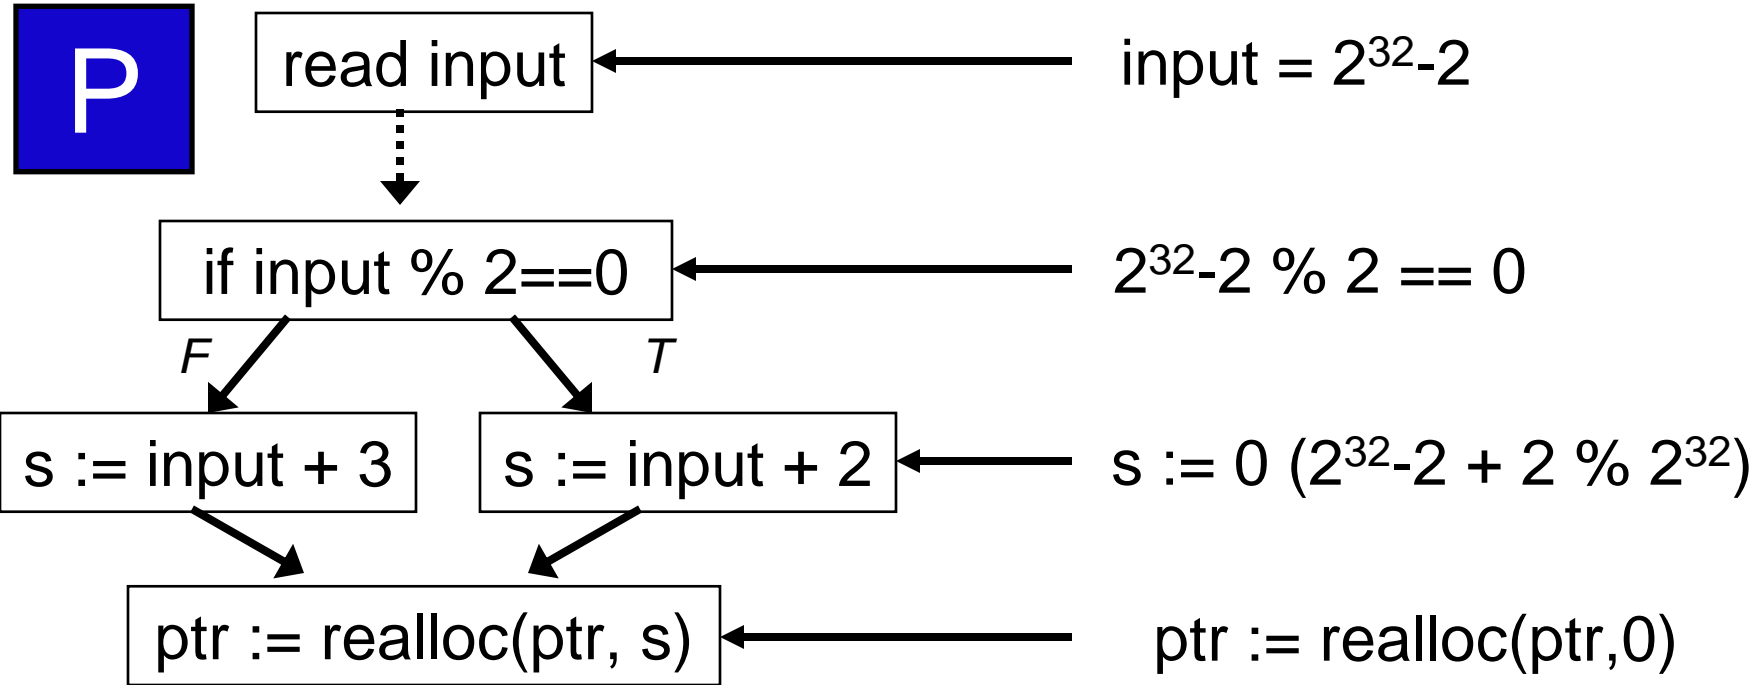 P
read input
input = 2³²-2
if input % 2==0
2³²-2 % 2 == 0
F
T
s := input + 3
s := input + 2
s := 0 (2³²-2 + 2 % 2³²)
ptr := realloc(ptr, s)
ptr := realloc(ptr,0)